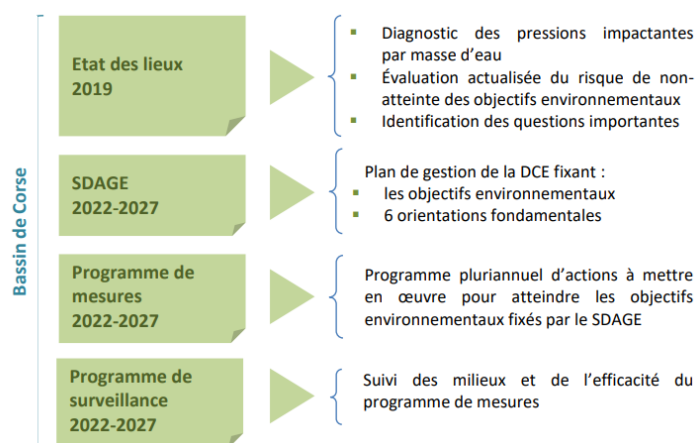 Bassin de Corse
Etat des lieux
2019
▪ Diagnostic des pressions impactantes
par masse d’eau
▪ Évaluation actualisée du risque de non-
atteinte des objectifs environnementaux
▪ Identification des questions importantes
SDAGE
2022-2027
Plan de gestion de la DCE fixant :
▪ les objectifs environnementaux
▪ 6 orientations fondamentales
Programme de
mesures
2022-2027
Programme pluriannuel d’actions à mettre
en œuvre pour atteindre les objectifs
environnementaux fixés par le SDAGE
Programme de
surveillance
2022-2027
Suivi des milieux et de l’efficacité du
programme de mesures